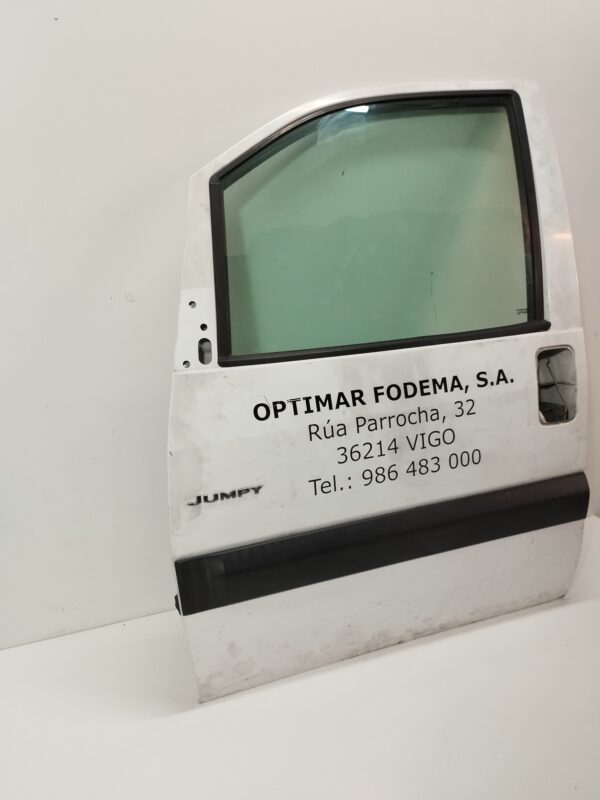 OPTIMAR FODEMA, S.A.
Rúa Parrocha, 32
36214 VIGO
Tel.: 986 483 000
JUMPY